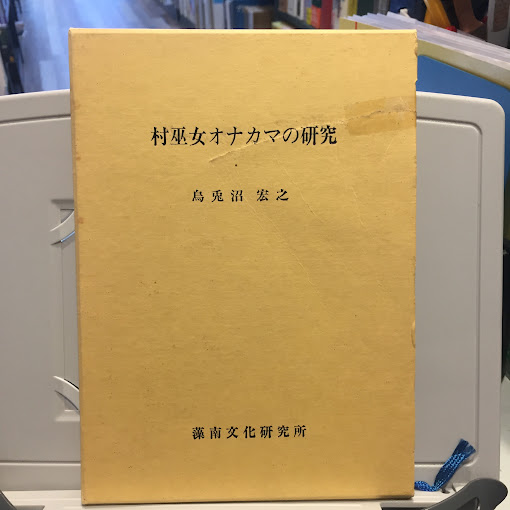 村巫女オナカマの研究
烏兎沼 宏之
藻南文化研究所